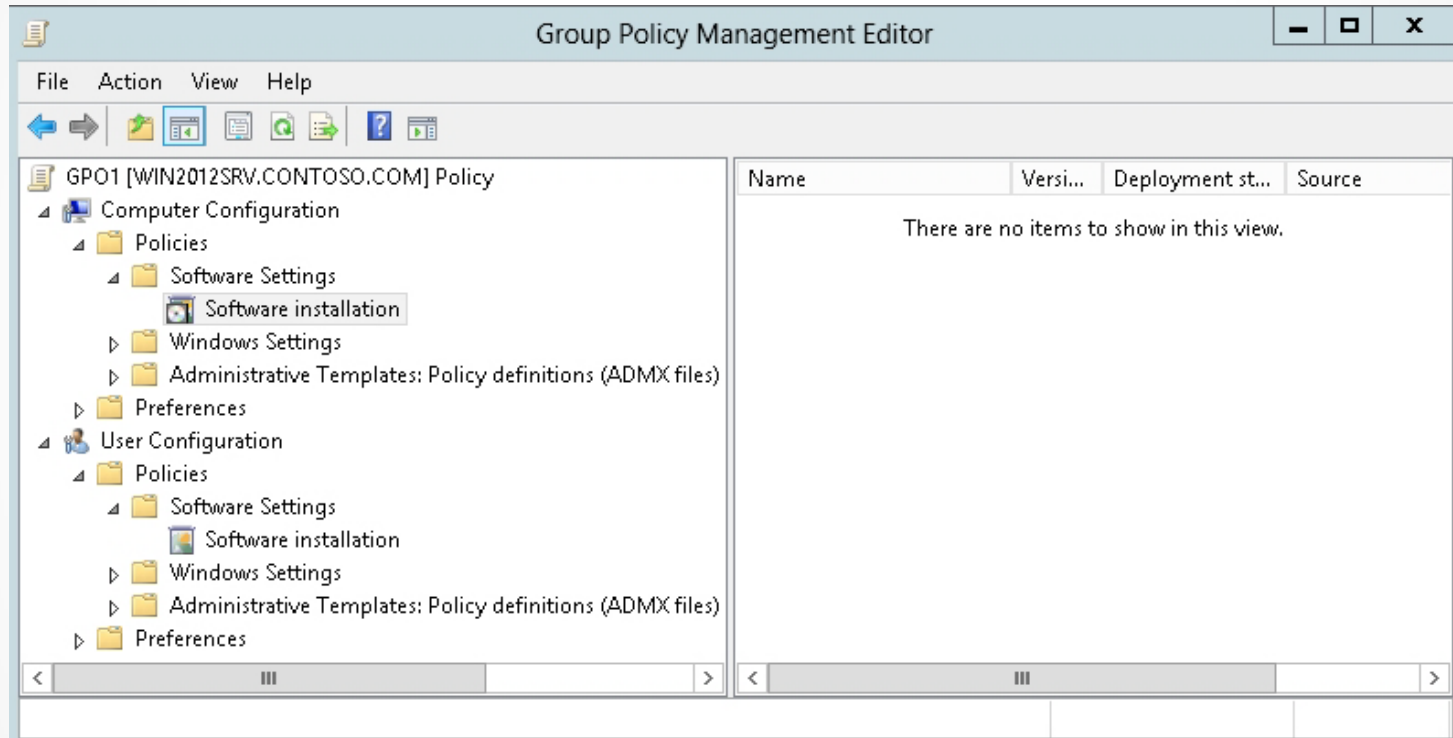 Group Policy Management Editor
File Action View Help
GPO1 [WIN2012SRV.CONTOSO.COM] Policy
Computer Configuration
Policies
Software Settings
Software installation
Windows Settings
Administrative Templates: Policy definitions (ADMX files)
Preferences
User Configuration
Policies
Software Settings
Software installation
Windows Settings
Administrative Templates: Policy definitions (ADMX files)
Preferences
Name Versi... Deployment st... Source
There are no items to show in this view.